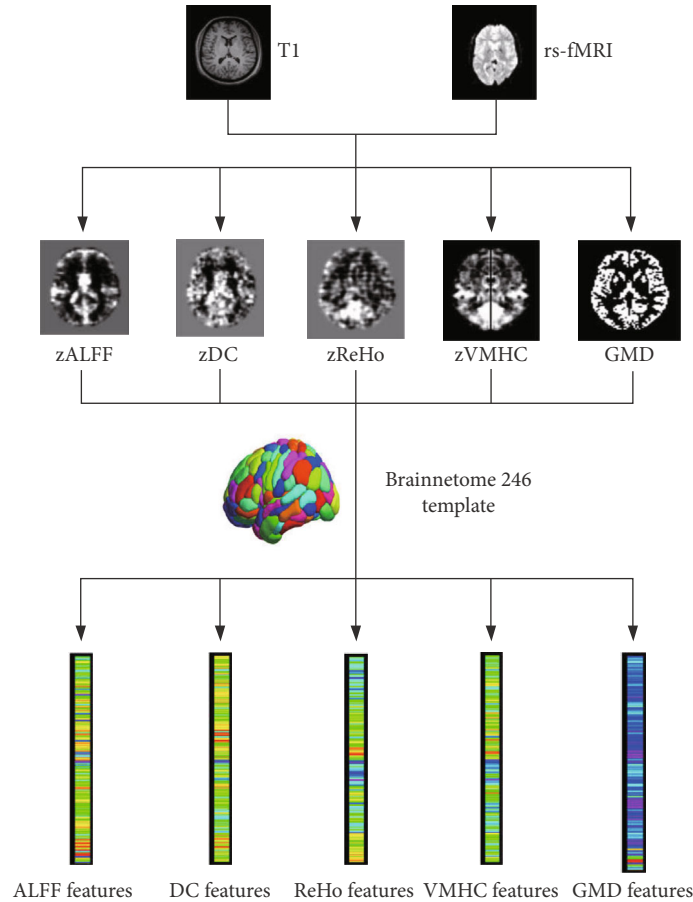 T1
rs-fMRI
zALFF
zDC
zReHo
zVMHC
GMD
Brainnetome 246
template
ALFF features
DC features
ReHo features
VMHC features
GMD features